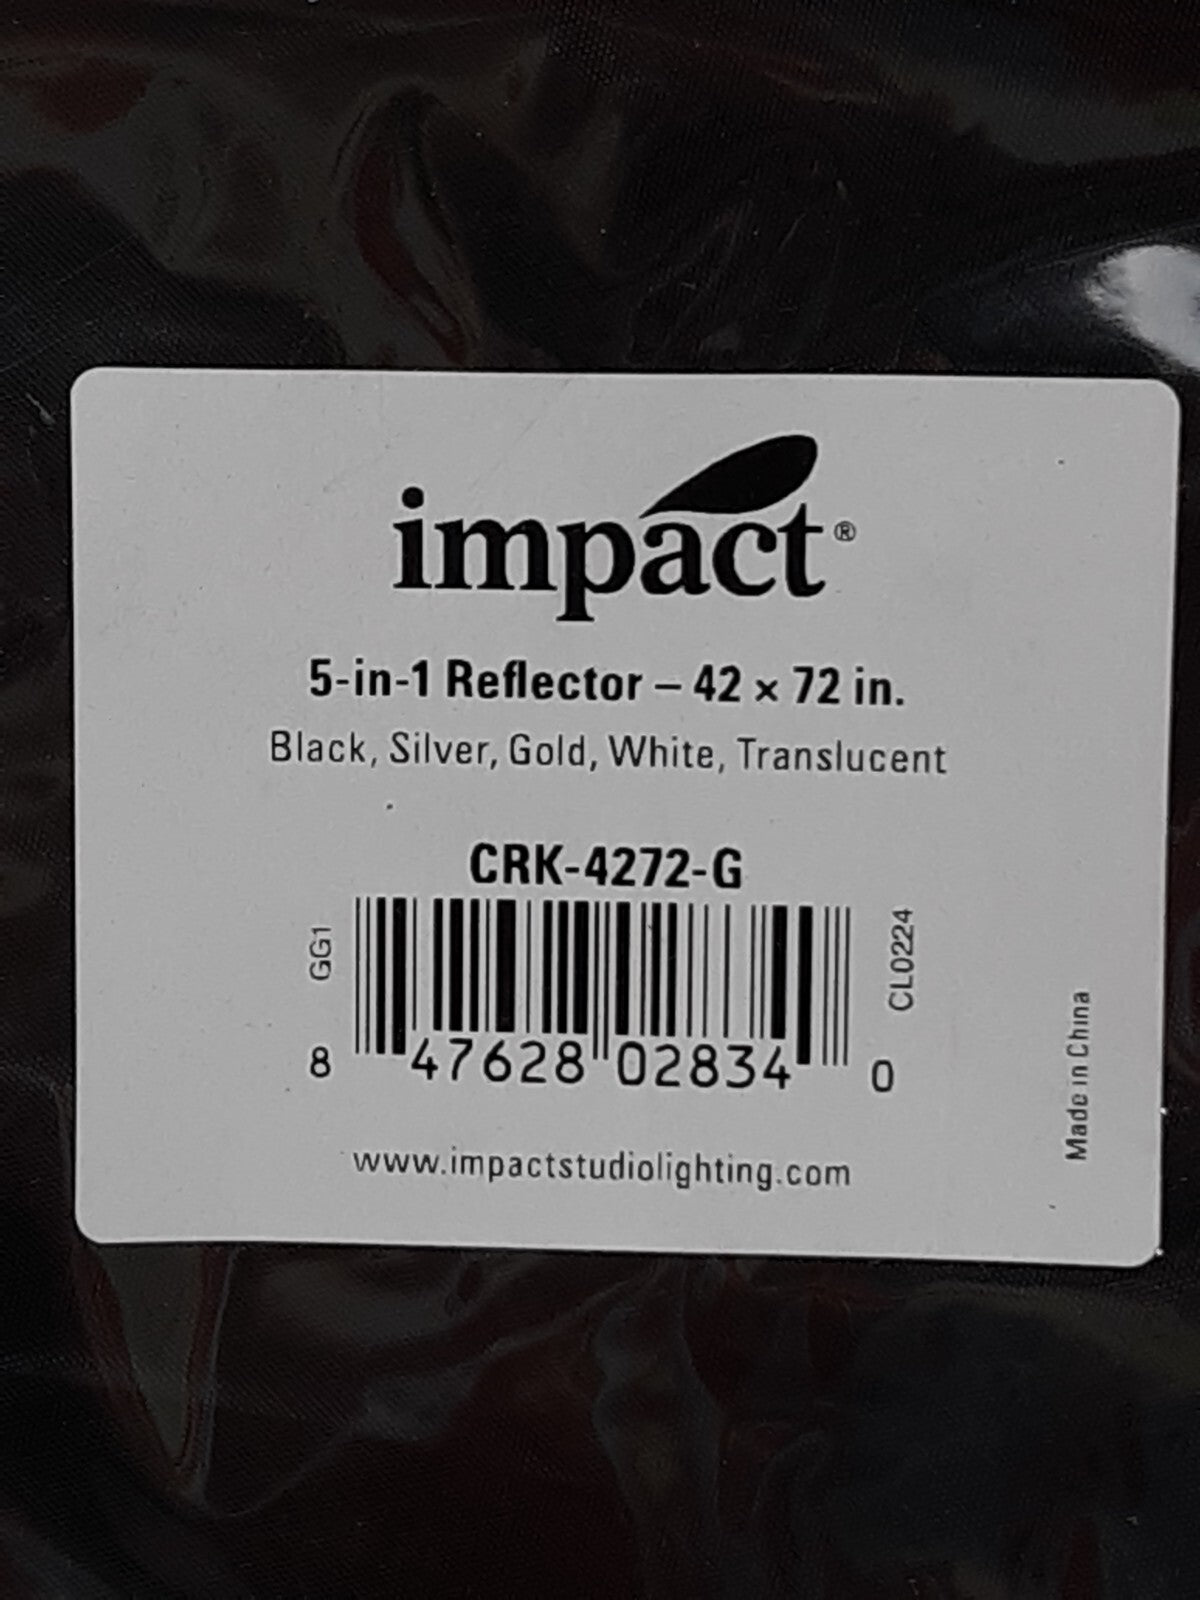 impact®
5-in-1 Reflector – 42 × 72 in.
Black, Silver, Gold, White, Translucent
CRK-4272-G
GG1
CL0224
8 47628 02834 0
Made in China
www.impactstudiolighting.com